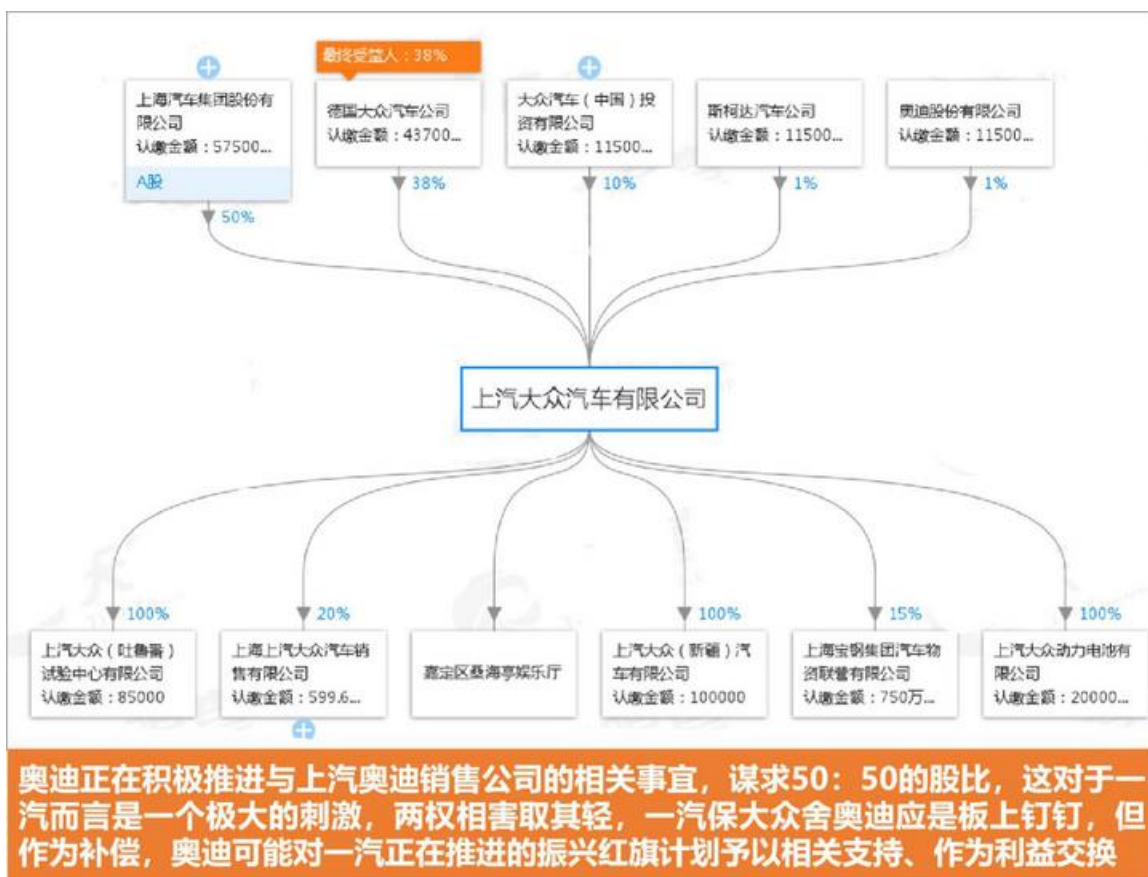 最终受益人：38%
上海汽车集团股份有
限公司
认缴金额：57500...
A股
50%
德国大众汽车公司
认缴金额：43700...
38%
大众汽车（中国）投
资有限公司
认缴金额：11500...
10%
斯柯达汽车公司
认缴金额：11500...
1%
奥迪股份有限公司
认缴金额：11500...
1%
上汽大众汽车有限公司
100%
上汽大众（吐鲁番）
试验中心有限公司
认缴金额：85000
20%
上海上汽大众汽车销
售有限公司
认缴金额：599.6...
嘉定区桑海亭娱乐厅
100%
上汽大众（新疆）汽
车有限公司
认缴金额：100000
15%
上海宝钢集团汽车物
资联营有限公司
认缴金额：750万...
100%
上汽大众动力电池有
限公司
认缴金额：20000...
奥迪正在积极推进与上汽奥迪销售公司的相关事宜，谋求50：50的股比，这对于一
汽而言是一个极大的刺激，两权相害取其轻，一汽保大众舍奥迪应是板上钉钉，但
作为补偿，奥迪可能对一汽正在推进的振兴红旗计划予以相关支持、作为利益交换